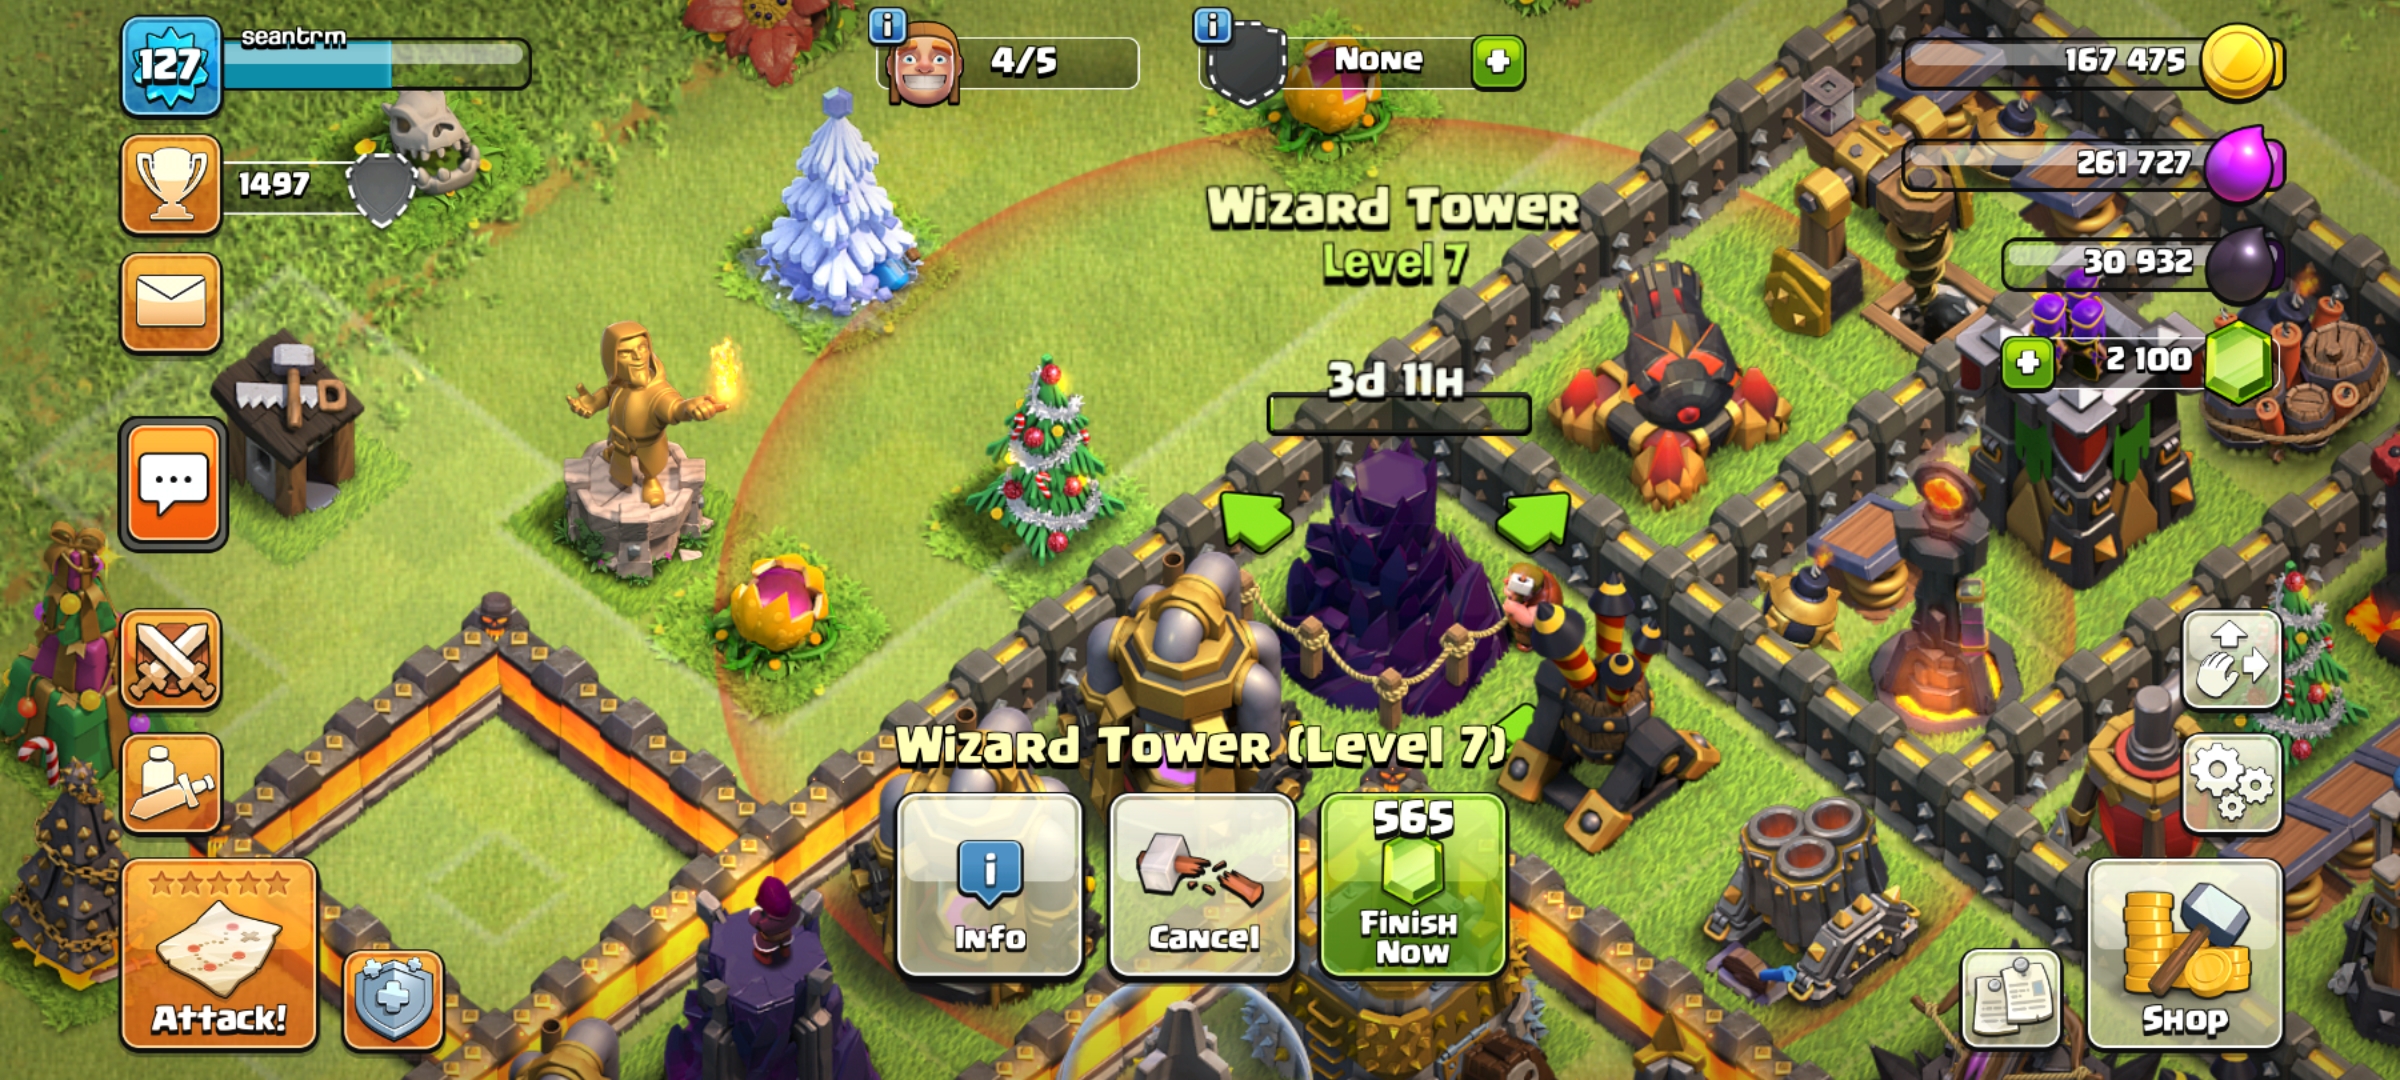 127
seantrm
4/5
None
167 475
1497
261 727
30 932
2 100
Wizard Tower
Level 7
3d 11H
Wizard Tower (Level 7)
Info
Cancel
565
Finish
Now
Attack!
Shop